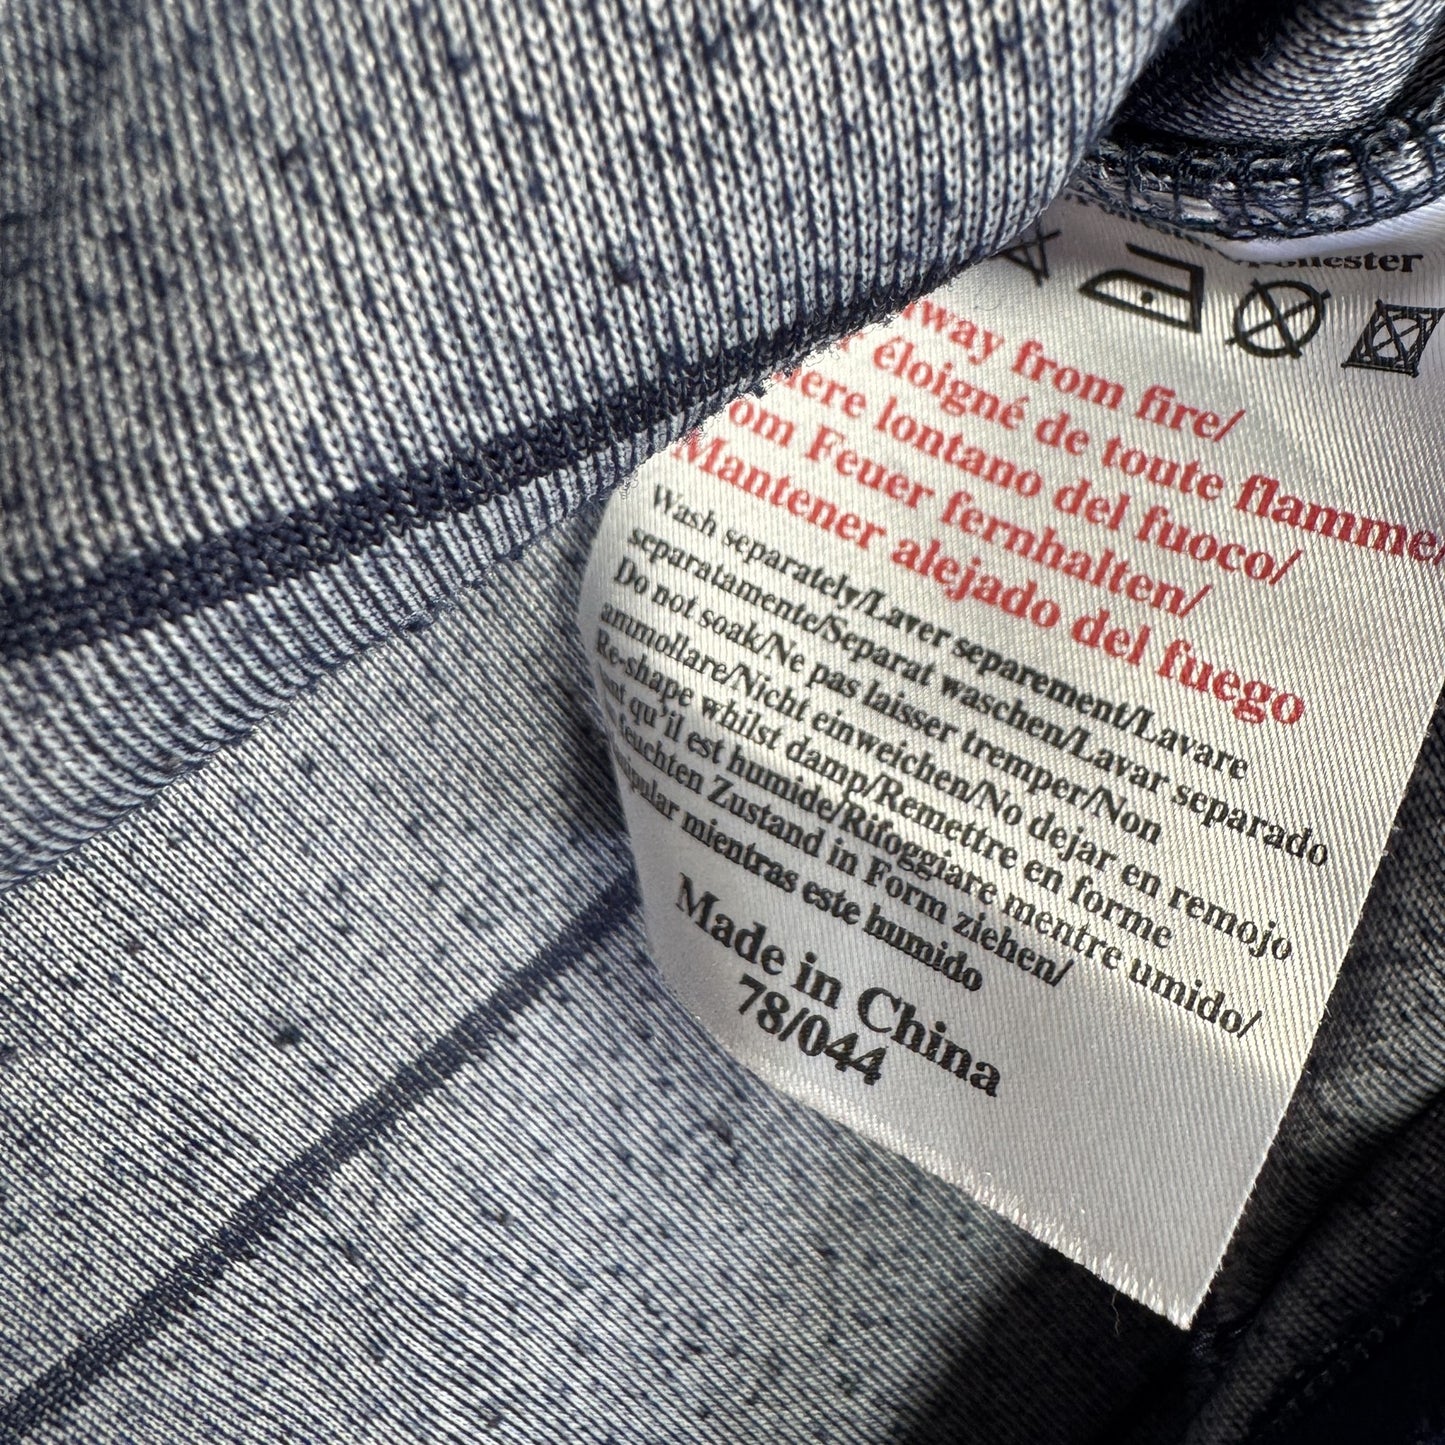 from fire/
éloigné de toute flamme/
lontano del fuoco/
Feuer fernhalten/
Mantener alejado del fuego
Wash separately/Laver separement/Lavare
separatamente/Separat waschen/Lavar separado
Do not soak/Ne pas laisser tremper/Non
ammollare/Nicht einweichen/No dejar en remojo
Re-shape whilst damp/Remettre en forme
qu'il est humide/Rifoggiare mentre umido/
feuchten Zustand in Form ziehen/
mientras este humido
Made in China
78/044